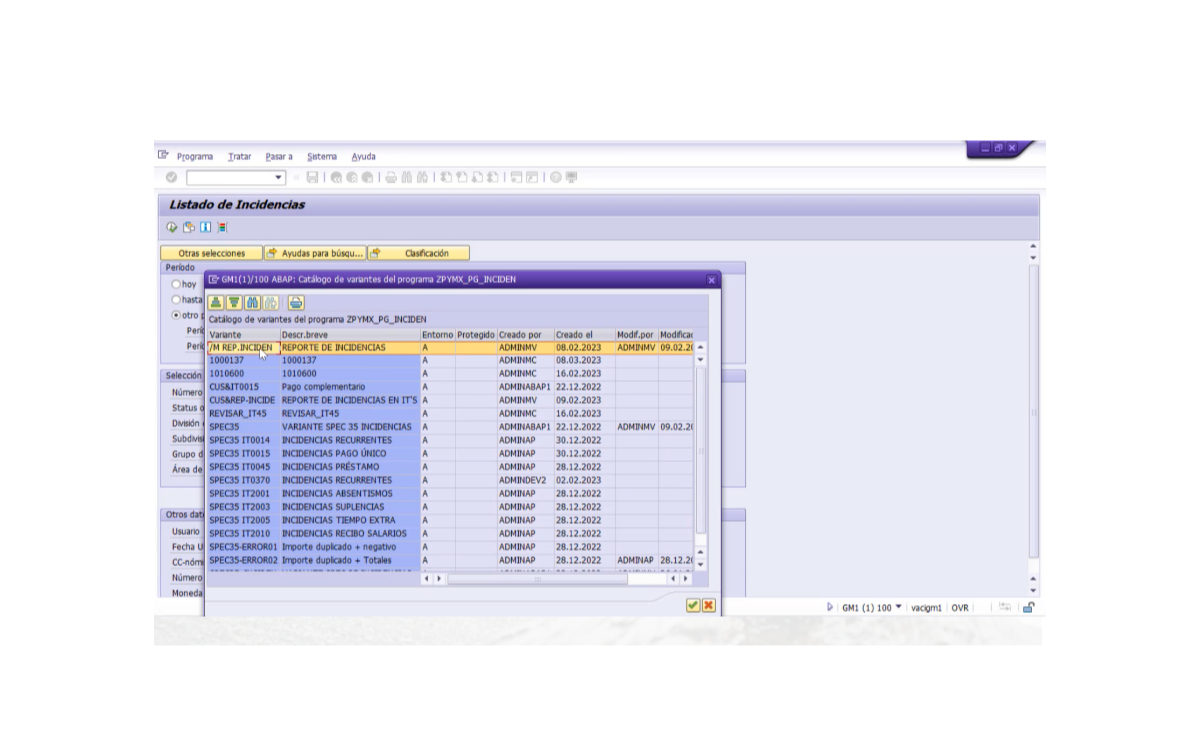 Programa Tratar Pasar a Sistema Ayuda
Listado de Incidencias
Otras selecciones Ayudas para búsqu... Clasificación
Período
hoy
hasta
otro p
Perío
Perío
GM1(1)/100 ABAP: Catálogo de variantes del programa ZPYMX_PG_INCIDEN
Catálogo de variantes del programa ZPYMX_PG_INCIDEN
Variante Descr.breve Entorno Protegido Creado por Creado el Modif.por Modificac
/M REP.INCIDEN REPORTE DE INCIDENCIAS A ADMINMV 08.02.2023 ADMINMV 09.02.20
1000137 1000137 A ADMINMC 08.03.2023
1010600 1010600 A ADMINMC 16.02.2023
CUS&IT0015 Pago complementario A ADMINABAP1 22.12.2022
CUS&REP-INCIDE REPORTE DE INCIDENCIAS EN IT'S A ADMINMV 09.02.2023
REVISAR_IT45 REVISAR_IT45 A ADMINMC 16.02.2023
SPEC35 VARIANTE SPEC 35 INCIDENCIAS A ADMINABAP1 22.12.2022 ADMINMV 09.02.20
SPEC35 IT0014 INCIDENCIAS RECURRENTES A ADMINAP 30.12.2022
SPEC35 IT0015 INCIDENCIAS PAGO ÚNICO A ADMINAP 30.12.2022
SPEC35 IT0045 INCIDENCIAS PRÉSTAMO A ADMINAP 28.12.2022
SPEC35 IT0370 INCIDENCIAS RECURRENTES A ADMINDEV2 02.02.2023
SPEC35 IT2001 INCIDENCIAS ABSENTISMOS A ADMINAP 28.12.2022
SPEC35 IT2003 INCIDENCIAS SUPLENCIAS A ADMINAP 28.12.2022
SPEC35 IT2005 INCIDENCIAS TIEMPO EXTRA A ADMINAP 28.12.2022
SPEC35 IT2010 INCIDENCIAS RECIBO SALARIOS A ADMINAP 28.12.2022
SPEC35-ERROR01 Importe duplicado + negativo A ADMINAP 28.12.2022
SPEC35-ERROR02 Importe duplicado + Totales A ADMINAP 28.12.2022 ADMINAP 28.12.20
Selección
Número
Status o
División
Subdivisi
Grupo d
Área de
Otros dat
Usuario
Fecha U
CC-nóm
Número
Moneda
GM1 (1) 100 vacigm1 OVR